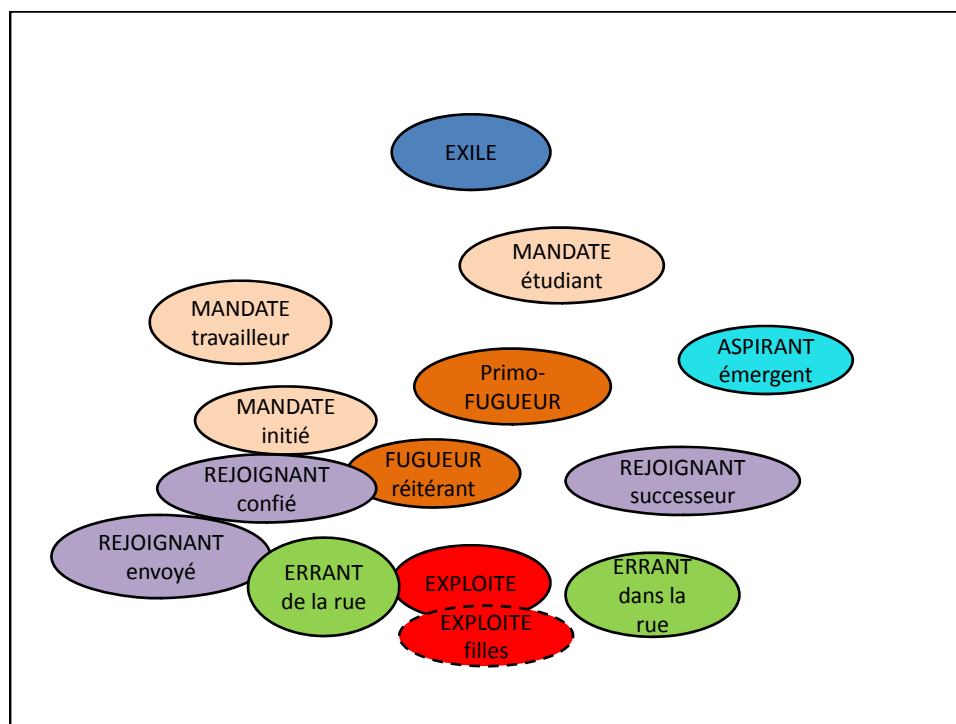 EXILE
MANDATE
étudiant
MANDATE
travailleur
ASPIRANT
émergent
Primo-
FUGUEUR
MANDATE
initié
FUGUEUR
réitérant
REJOIGNANT
confié
REJOIGNANT
successeur
REJOIGNANT
envoyé
ERRANT
de la rue
EXPLOITE
ERRANT
dans la
rue
EXPLOITE
filles